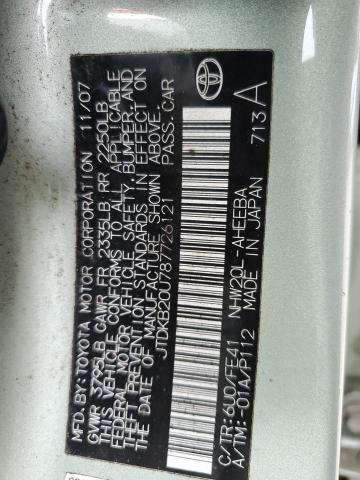 MFD.BY:TOYOTA MOTOR CORPORATION 11/07
GVWR 3795LB GAWR FR 2335LB RR 2250LB
THIS VEHICLE CONFORMS TO ALL APPLICABLE
FEDERAL MOTOR VEHICLE SAFETY, BUMPER,AND
THEFT PREVENTION STANDARDS IN EFFECT ON
THE DATE OF MANUFACTURE SHOWN ABOVE.
JTDKB20U787726121 PASS.CAR
C/TR:6U0/FE41 NHW20L-AHEEBA
A/TM:-01A/P112 MADE IN JAPAN 713 A